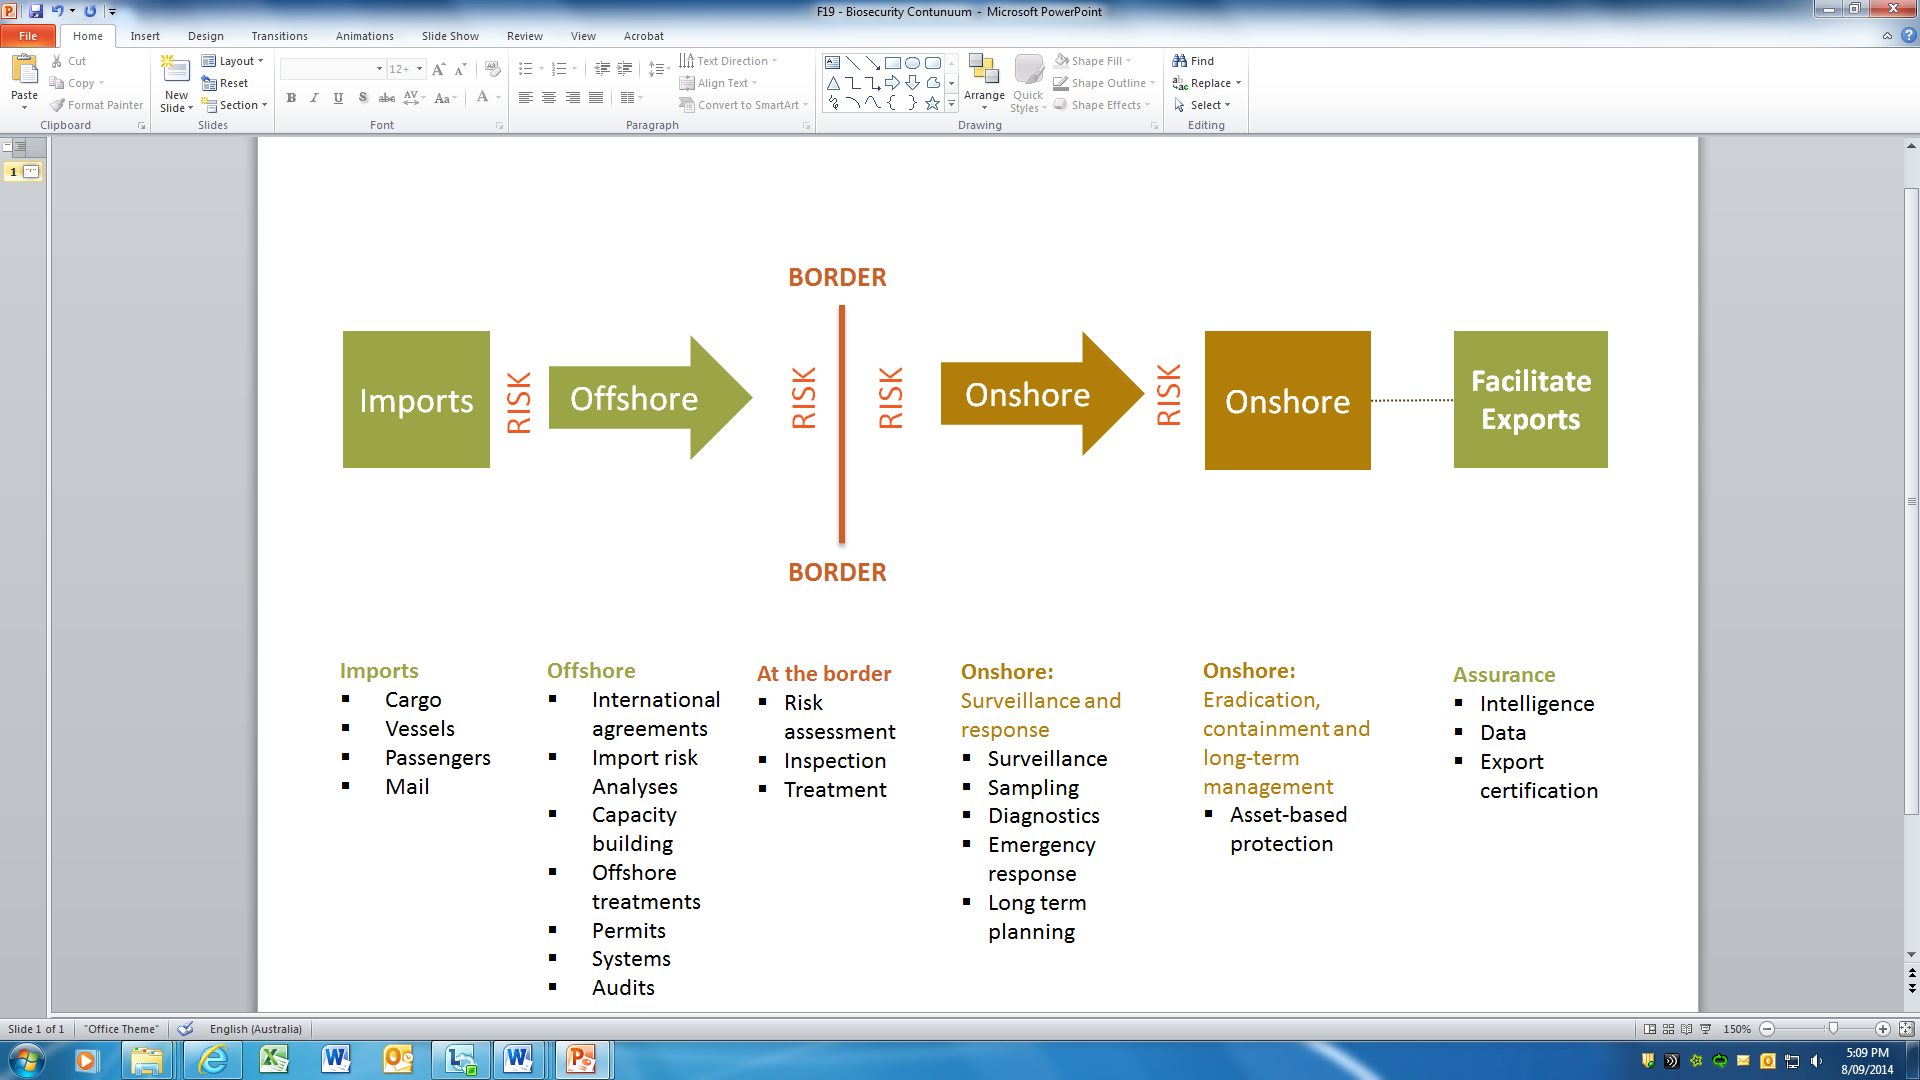 F19 - Biosecurity Contunuum - Microsoft PowerPoint
File Home Insert Design Transitions Animations Slide Show Review View Acrobat
Paste
Cut
Copy
Format Painter
Clipboard
New Slide
Layout
Reset
Section
Slides
12+
Font
Text Direction
Align Text
Convert to SmartArt
Paragraph
Arrange
Quick Styles
Shape Fill
Shape Outline
Shape Effects
Drawing
Find
Replace
Select
Editing
1
BORDER
Imports
RISK
Offshore
RISK
RISK
Onshore
RISK
Onshore
Facilitate
Exports
BORDER
Imports
Cargo
Vessels
Passengers
Mail
Offshore
International
agreements
Import risk
Analyses
Capacity
building
Offshore
treatments
Permits
Systems
Audits
At the border
Risk
assessment
Inspection
Treatment
Onshore:
Surveillance and
response
Surveillance
Sampling
Diagnostics
Emergency
response
Long term
planning
Onshore:
Eradication,
containment and
long-term
management
Asset-based
protection
Assurance
Intelligence
Data
Export
certification
Slide 1 of 1 "Office Theme" English (Australia) 150%
5:09 PM
8/09/2014